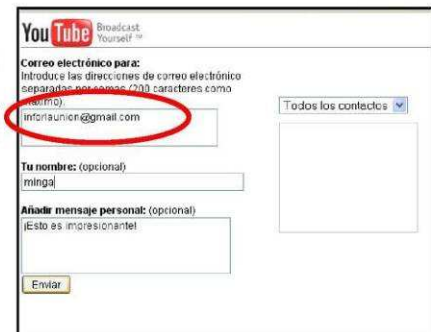 You Tube Broadcast Yourself ™
Correo electrónico para:
Introduce las direcciones de correo electrónico
separadas por comas (200 caracteres como
máximo).
inforlaunion@gmail.com
Todos los contactos
Tu nombre: (opcional)
minga
Añadir mensaje personal: (opcional)
¡Esto es impresionante!
Enviar